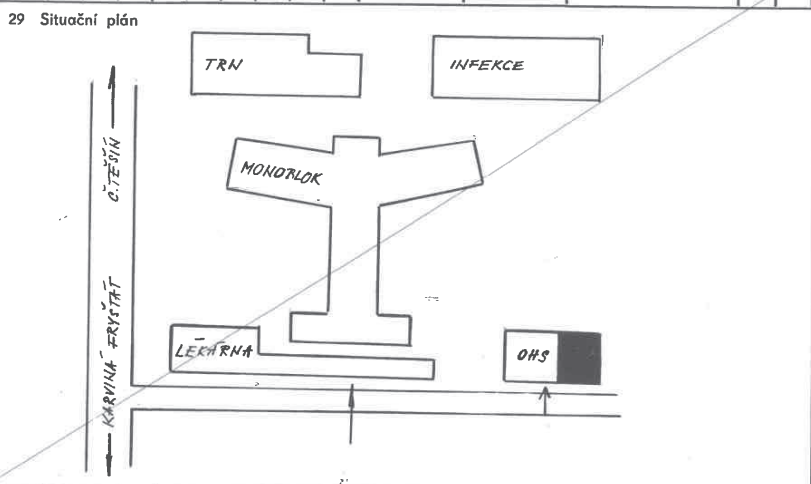 29 Situační plán
TRN
INFEKCE
MONOBLOK
Č.TĚŠÍN
KARVINÁ FRYŠTÁT
LÉKÁRNA
OHS